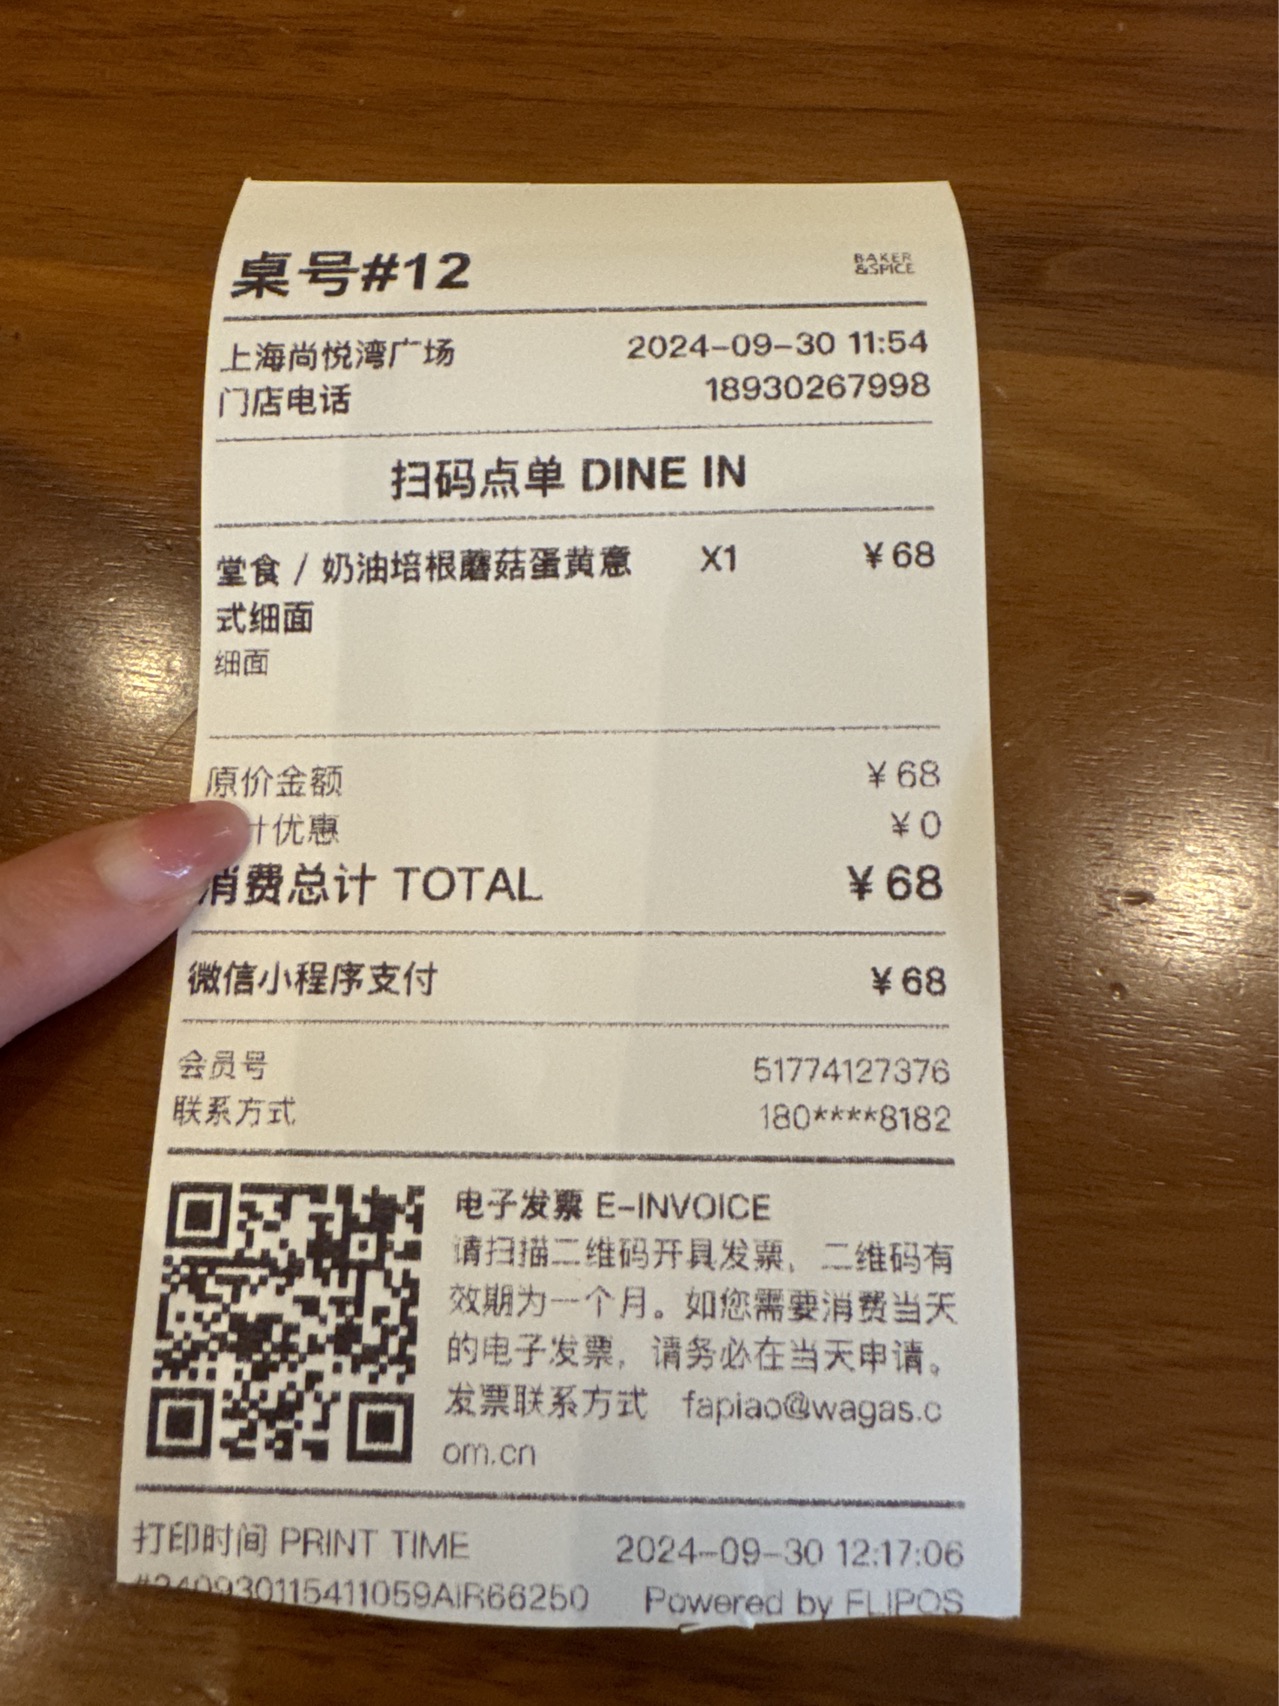 桌号#12
BAKER
&SPICE
上海尚悦湾广场 2024-09-30 11:54
门店电话 18930267998
扫码点单 DINE IN
堂食 / 奶油培根蘑菇蛋黄意 X1 ¥68
式细面
细面
原价金额 ¥68
计优惠 ¥0
消费总计 TOTAL ¥68
微信小程序支付 ¥68
会员号 51774127376
联系方式 180****8182
电子发票 E-INVOICE
请扫描二维码开具发票，二维码有
效期为一个月。如您需要消费当天
的电子发票，请务必在当天申请。
发票联系方式 fapiao@wagas.c
om.cn
打印时间 PRINT TIME 2024-09-30 12:17:06
#240930115411059AIR66250 Powered by FLIPOS